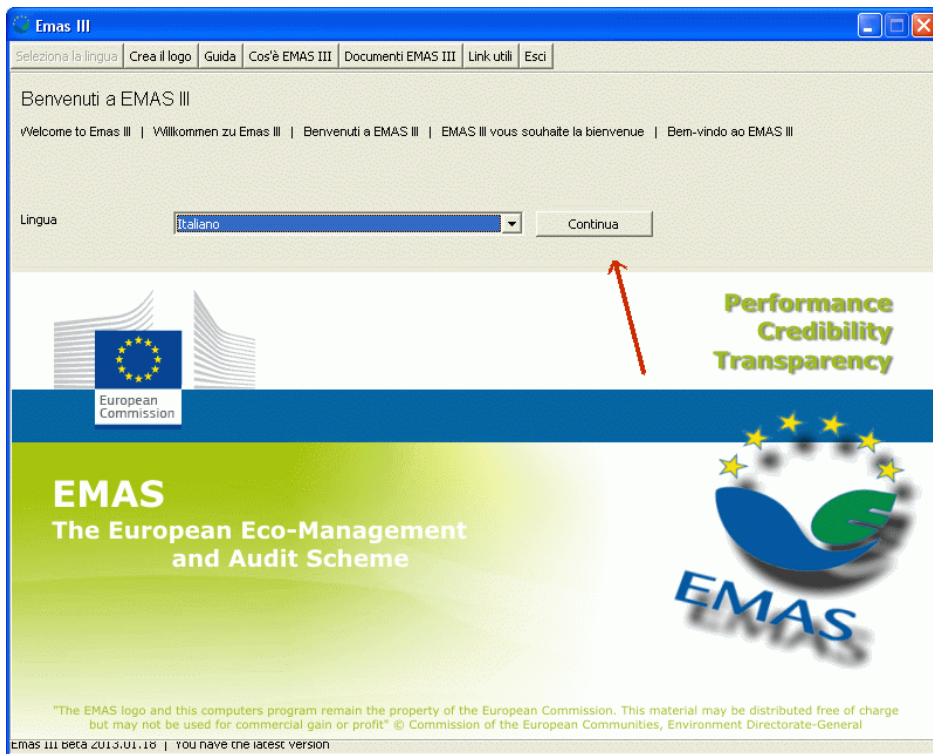 Emas III
Seleziona la lingua Crea il logo Guida Cos'è EMAS III Documenti EMAS III Link utili Esci
Benvenuti a EMAS III
Welcome to Emas III | Willkommen zu Emas III | Benvenuti a EMAS III | EMAS III vous souhaite la bienvenue | Bem-vindo ao EMAS III
Lingua Italiano Continua
Performance
Credibility
Transparency
European
Commission
EMAS
The European Eco-Management
and Audit Scheme
EMAS
"The EMAS logo and this computers program remain the property of the European Commission. This material may be distributed free of charge
but may not be used for commercial gain or profit" © Commission of the European Communities, Environment Directorate-General
Emas III Beta 2013.01.18 | You have the latest version